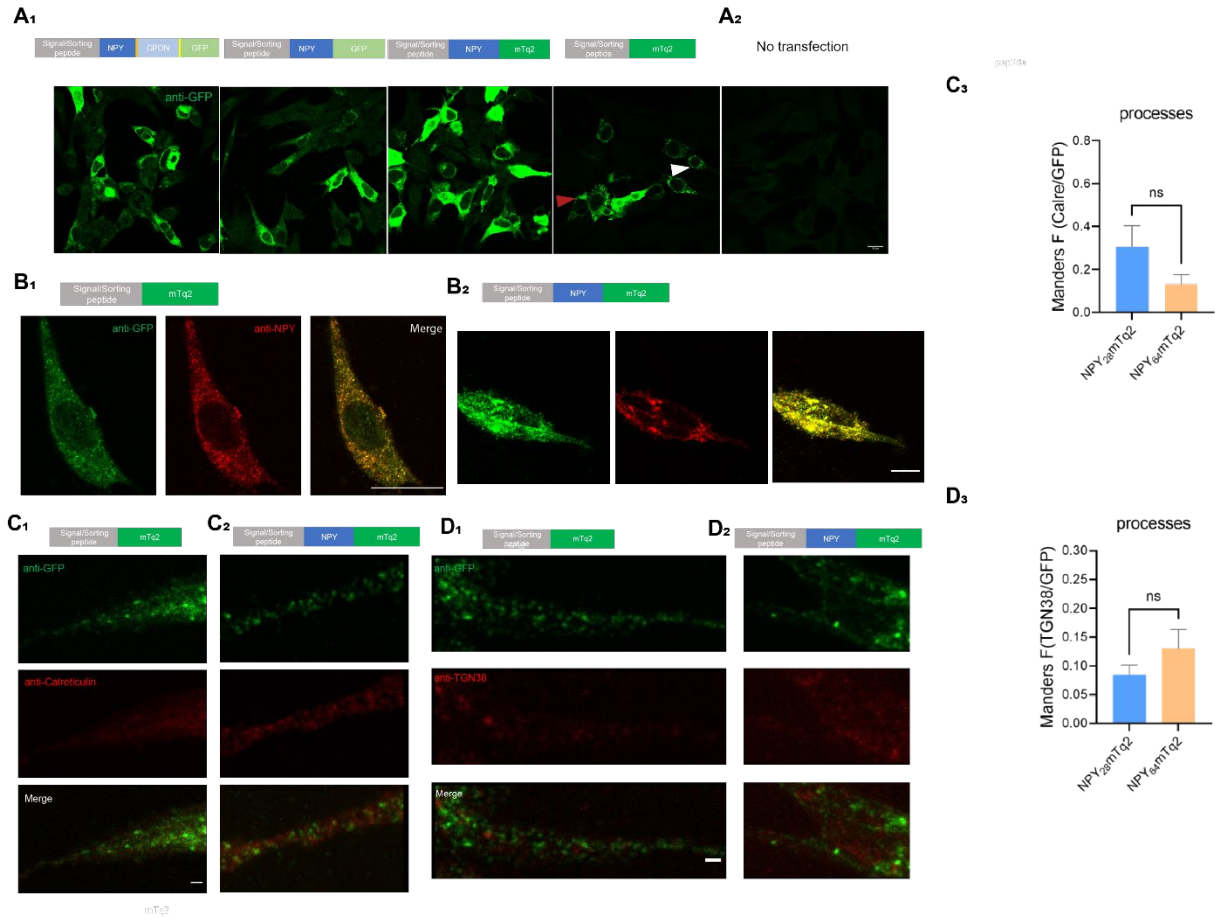 A₁
A₂
Signal/Sorting
peptide
NPY
CPON
GFP
Signal/Sorting
peptide
NPY
GFP
Signal/Sorting
peptide
NPY
mTq2
Signal/Sorting
peptide
mTq2
No transfection
anti-GFP
B₁
Signal/Sorting
peptide
mTq2
anti-GFP
anti-NPY
Merge
B₂
Signal/Sorting
peptide
NPY
mTq2
C₁
Signal/Sorting
peptide
mTq2
anti-GFP
anti-Calreticulin
Merge
mTq2
C₂
Signal/Sorting
peptide
NPY
mTq2
D₁
Signal/Sorting
peptide
mTq2
anti-GFP
anti-TGN38
Merge
D₂
Signal/Sorting
peptide
NPY
mTq2
peptide
C₃
processes
Manders F (Calre/GFP)
0.8
0.6
0.4
0.2
0.0
ns
NPY₂₈mTq2
NPY₆₄mTq2
D₃
processes
Manders F(TGN38/GFP)
0.30
0.25
0.20
0.15
0.10
0.05
0.00
ns
NPY₂₈mTq2
NPY₆₄mTq2